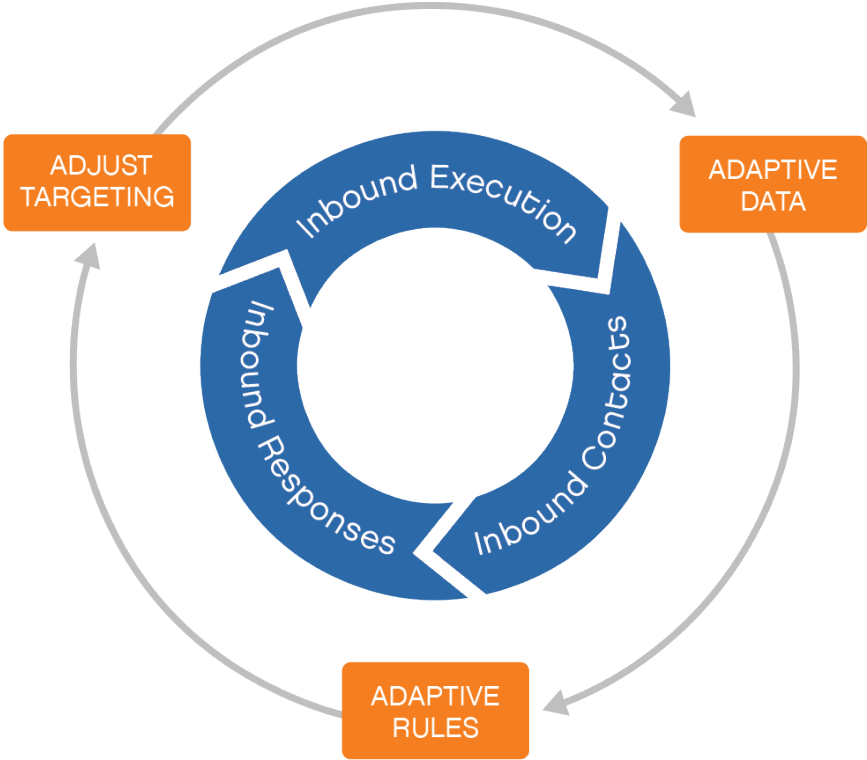 ADJUST
TARGETING
ADAPTIVE
DATA
Inbound Execution
Inbound Contacts
Inbound Responses
ADAPTIVE
RULES